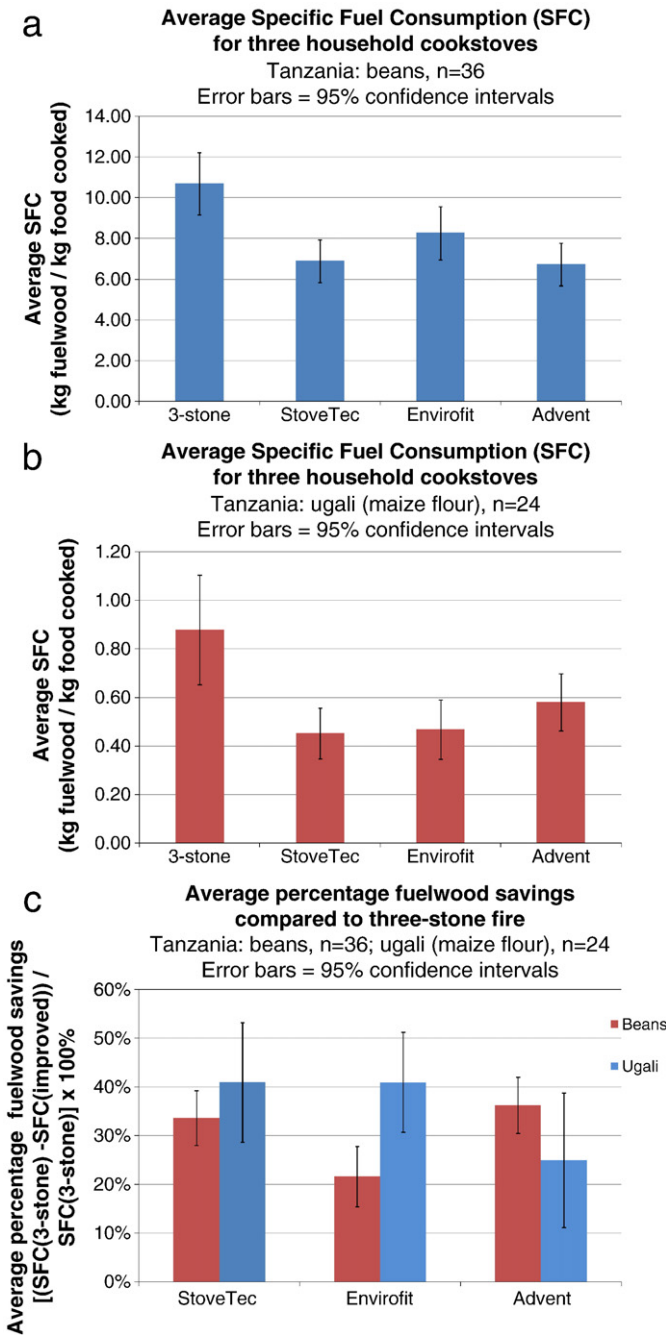 a
Average Specific Fuel Consumption (SFC)
for three household cookstoves
Tanzania: beans, n=36
Error bars = 95% confidence intervals
Average SFC
(kg fuelwood / kg food cooked)
14.00
12.00
10.00
8.00
6.00
4.00
2.00
0.00
3-stone StoveTec Envirofit Advent
b
Average Specific Fuel Consumption (SFC)
for three household cookstoves
Tanzania: ugali (maize flour), n=24
Error bars = 95% confidence intervals
Average SFC
(kg fuelwood / kg food cooked)
1.20
1.00
0.80
0.60
0.40
0.20
0.00
3-stone StoveTec Envirofit Advent
c
Average percentage fuelwood savings
compared to three-stone fire
Tanzania: beans, n=36; ugali (maize flour), n=24
Error bars = 95% confidence intervals
Average percentage fuelwood savings
[(SFC(3-stone) -SFC(improved)) /
SFC(3-stone)] x 100%
60%
50%
40%
30%
20%
10%
0%
Beans
Ugali
StoveTec Envirofit Advent